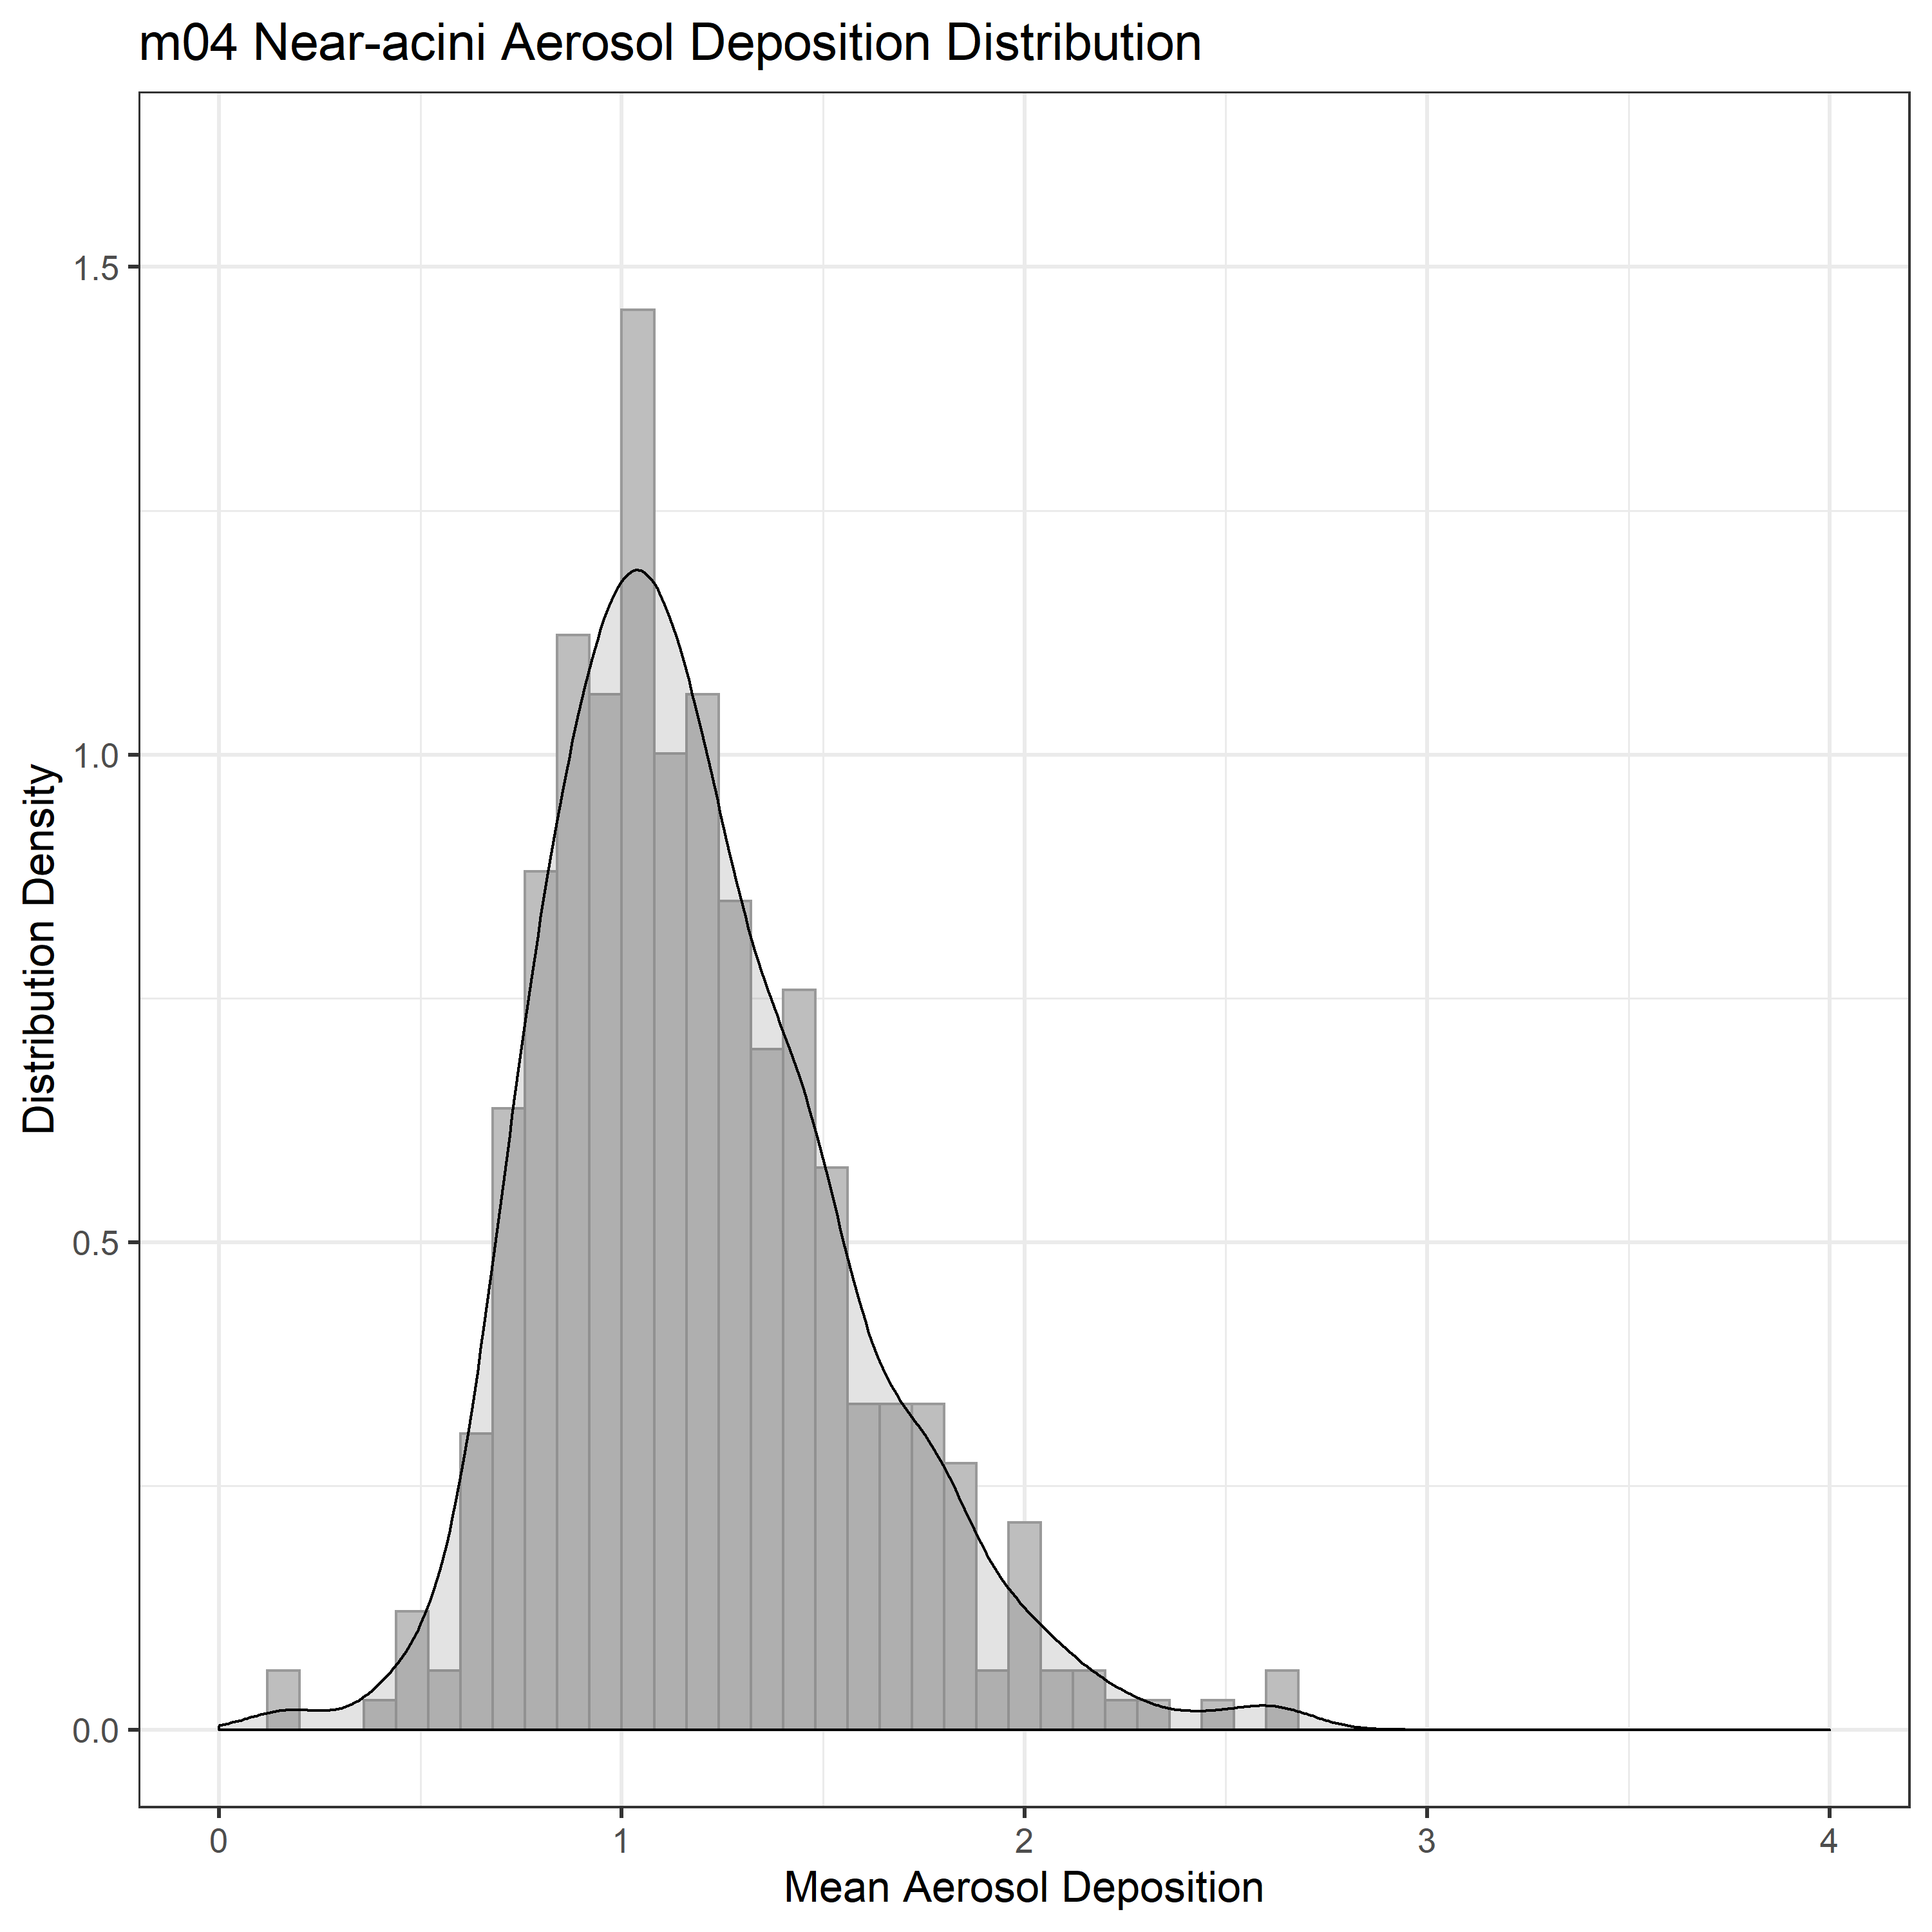 m04 Near-acini Aerosol Deposition Distribution
Distribution Density
1.5
1.0
0.5
0.0
0 1 2 3 4
Mean Aerosol Deposition